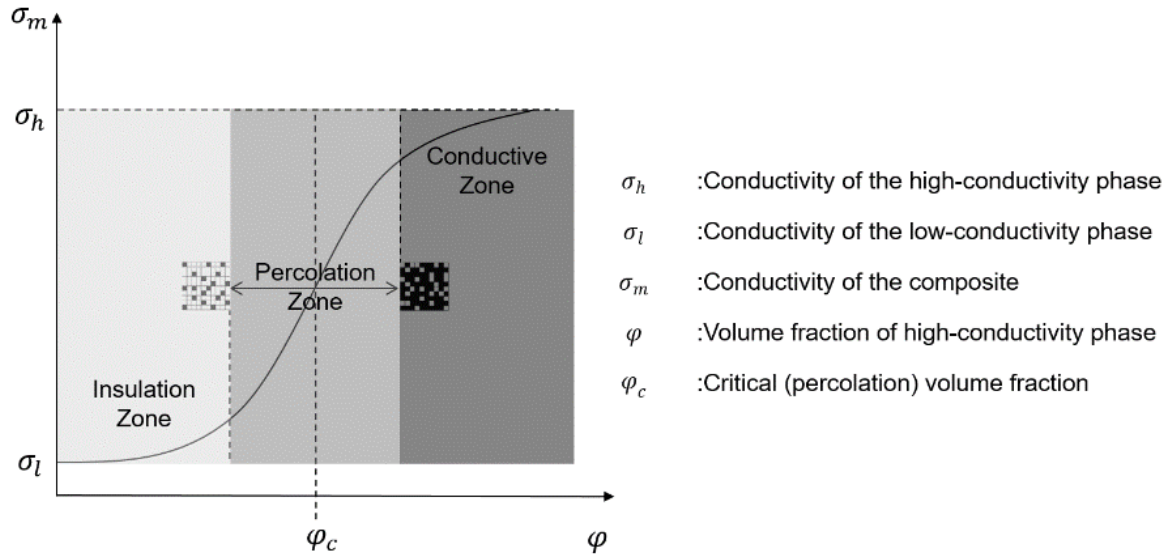 σₘ
σₕ
Conductive
Zone
Percolation
Zone
Insulation
Zone
σₗ
φ_c
φ
σₕ :Conductivity of the high-conductivity phase
σₗ :Conductivity of the low-conductivity phase
σₘ :Conductivity of the composite
φ :Volume fraction of high-conductivity phase
φ_c :Critical (percolation) volume fraction